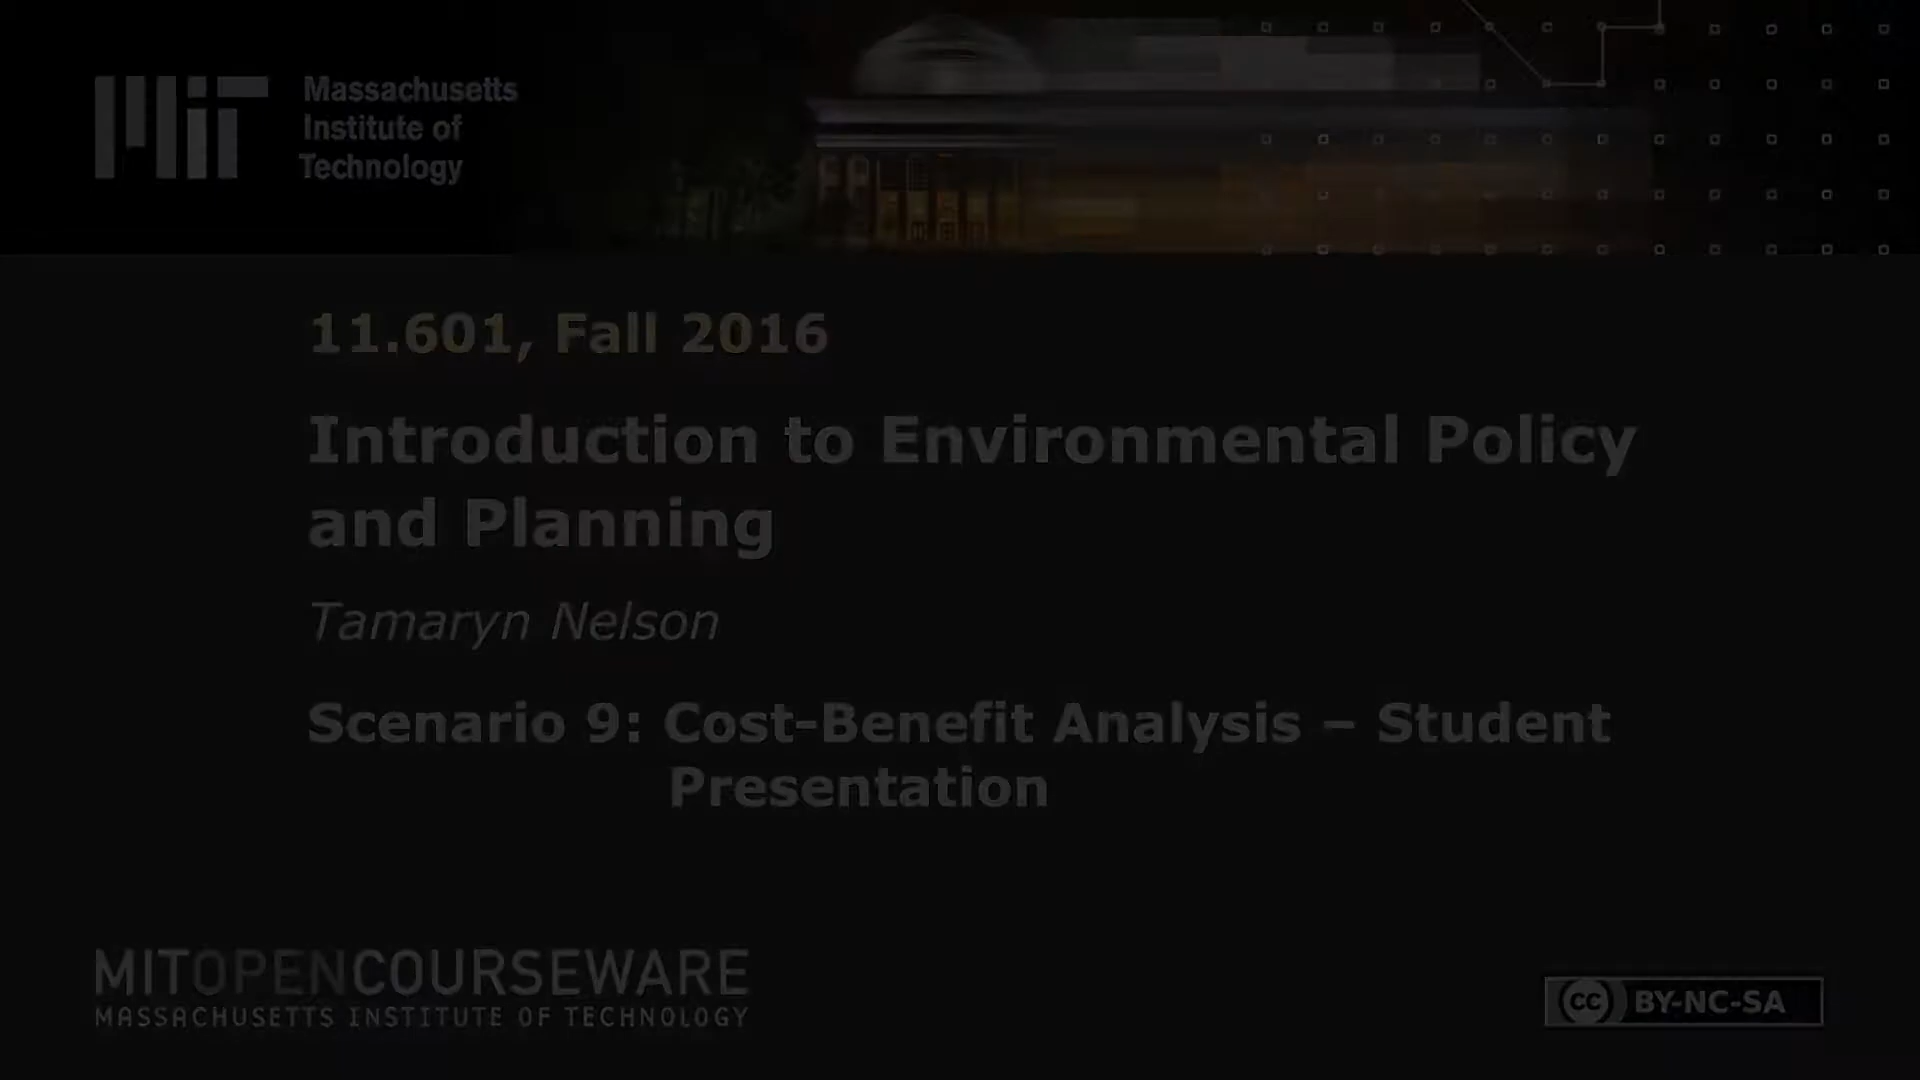 Massachusetts
Institute of
Technology
11.601, Fall 2016
Introduction to Environmental Policy
and Planning
Tamaryn Nelson
Scenario 9: Cost-Benefit Analysis – Student
Presentation
MITOPENCOURSEWARE
MASSACHUSETTS INSTITUTE OF TECHNOLOGY
cc BY-NC-SA